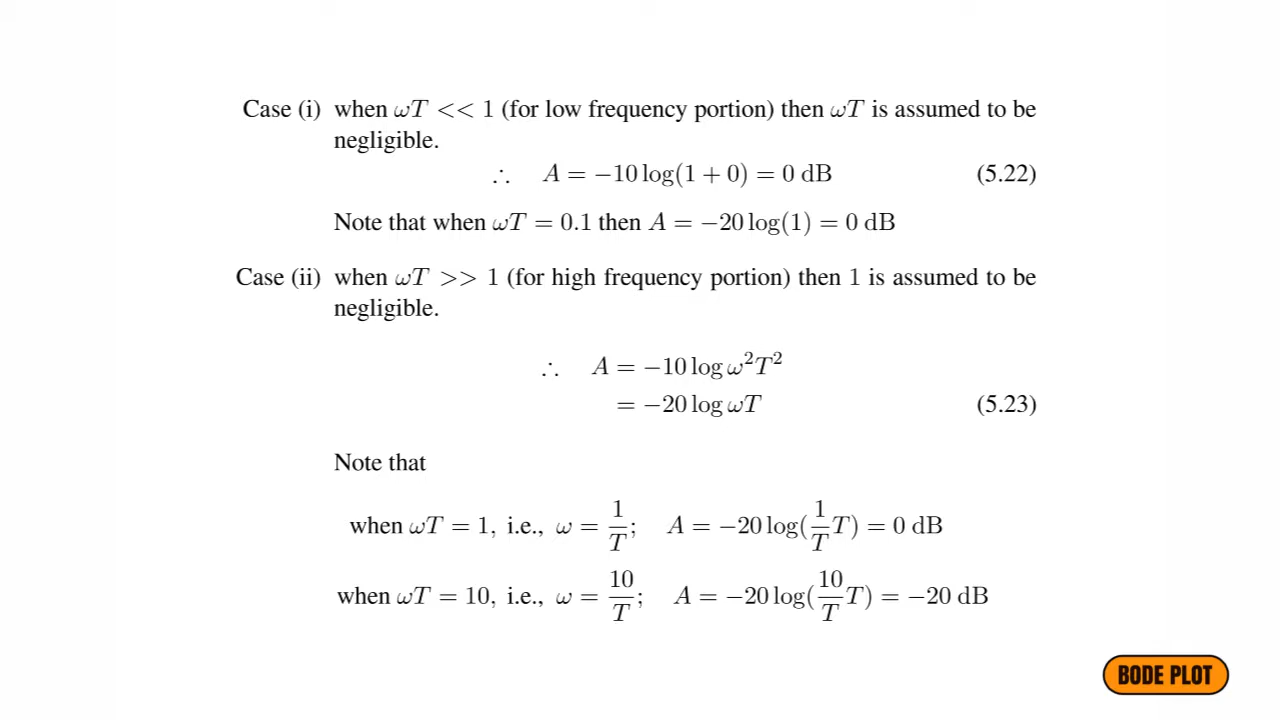 Case (i) when ωT << 1 (for low frequency portion) then ωT is assumed to be
negligible.
∴ A = −10 log(1 + 0) = 0 dB (5.22)
Note that when ωT = 0.1 then A = −20 log(1) = 0 dB
Case (ii) when ωT >> 1 (for high frequency portion) then 1 is assumed to be
negligible.
∴ A = −10 log ω²T²
= −20 log ωT (5.23)
Note that
when ωT = 1, i.e., ω = 1/T; A = −20 log(1/T T) = 0 dB
when ωT = 10, i.e., ω = 10/T; A = −20 log(10/T T) = −20 dB
BODE PLOT